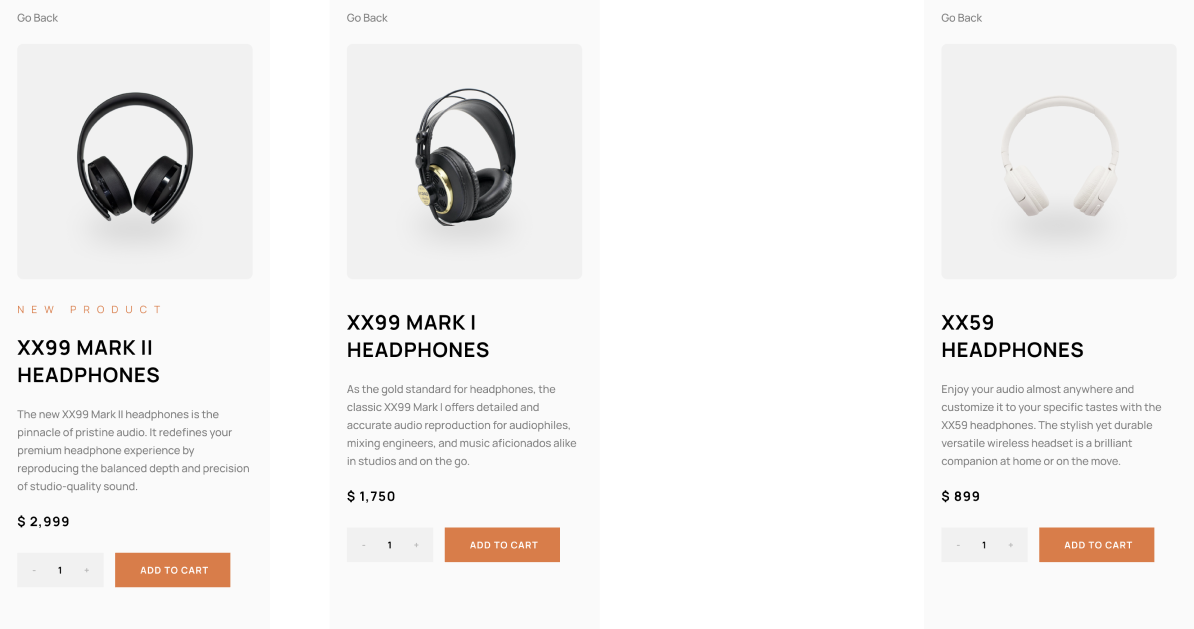 Go Back
NEW PRODUCT
XX99 MARK II
HEADPHONES
The new XX99 Mark II headphones is the
pinnacle of pristine audio. It redefines your
premium headphone experience by
reproducing the balanced depth and precision
of studio-quality sound.
$ 2,999
- 1 +
ADD TO CART
Go Back
XX99 MARK I
HEADPHONES
As the gold standard for headphones, the
classic XX99 Mark I offers detailed and
accurate audio reproduction for audiophiles,
mixing engineers, and music aficionados alike
in studios and on the go.
$ 1,750
- 1 +
ADD TO CART
Go Back
XX59
HEADPHONES
Enjoy your audio almost anywhere and
customize it to your specific tastes with the
XX59 headphones. The stylish yet durable
versatile wireless headset is a brilliant
companion at home or on the move.
$ 899
- 1 +
ADD TO CART